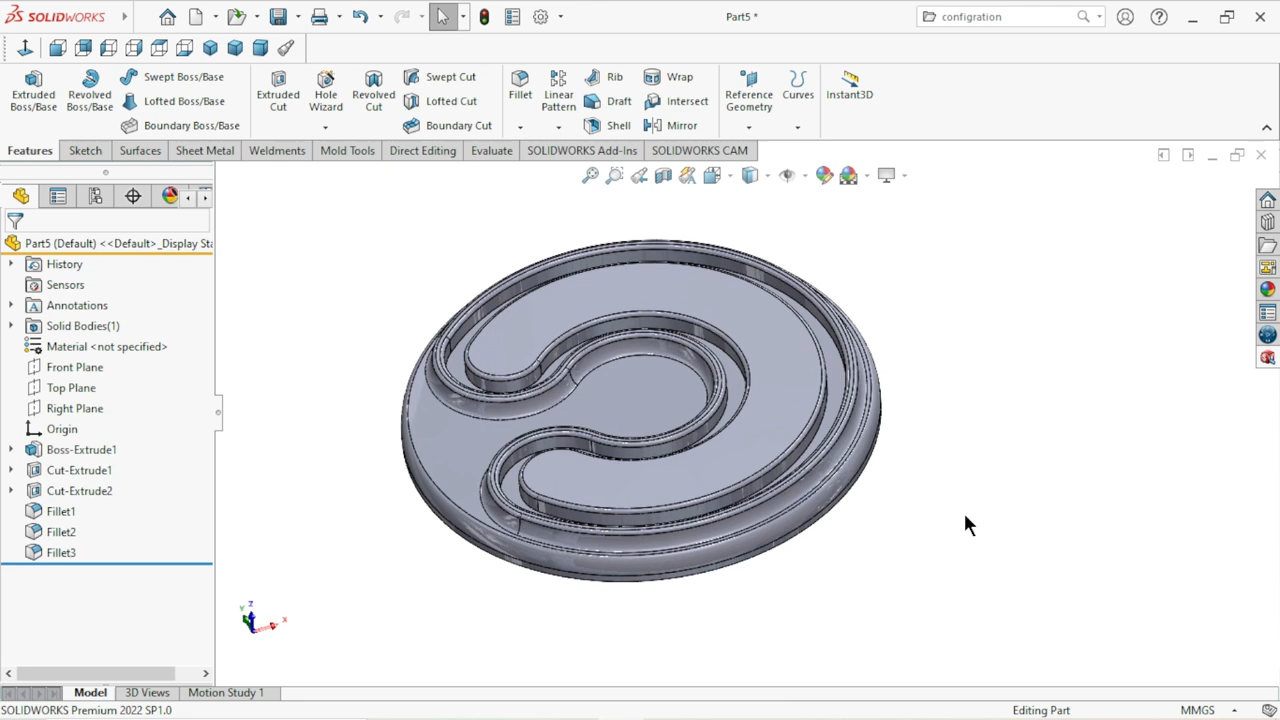 SOLIDWORKS
Part5 *
configration
Extruded Boss/Base
Revolved Boss/Base
Swept Boss/Base
Lofted Boss/Base
Boundary Boss/Base
Extruded Cut
Hole Wizard
Revolved Cut
Swept Cut
Lofted Cut
Boundary Cut
Fillet
Linear Pattern
Rib
Draft
Shell
Wrap
Intersect
Mirror
Reference Geometry
Curves
Instant3D
Features
Sketch
Surfaces
Sheet Metal
Weldments
Mold Tools
Direct Editing
Evaluate
SOLIDWORKS Add-Ins
SOLIDWORKS CAM
Part5 (Default) <<Default>_Display Sta
History
Sensors
Annotations
Solid Bodies(1)
Material <not specified>
Front Plane
Top Plane
Right Plane
Origin
Boss-Extrude1
Cut-Extrude1
Cut-Extrude2
Fillet1
Fillet2
Fillet3
Y Z X
Model
3D Views
Motion Study 1
SOLIDWORKS Premium 2022 SP1.0
Editing Part
MMGS